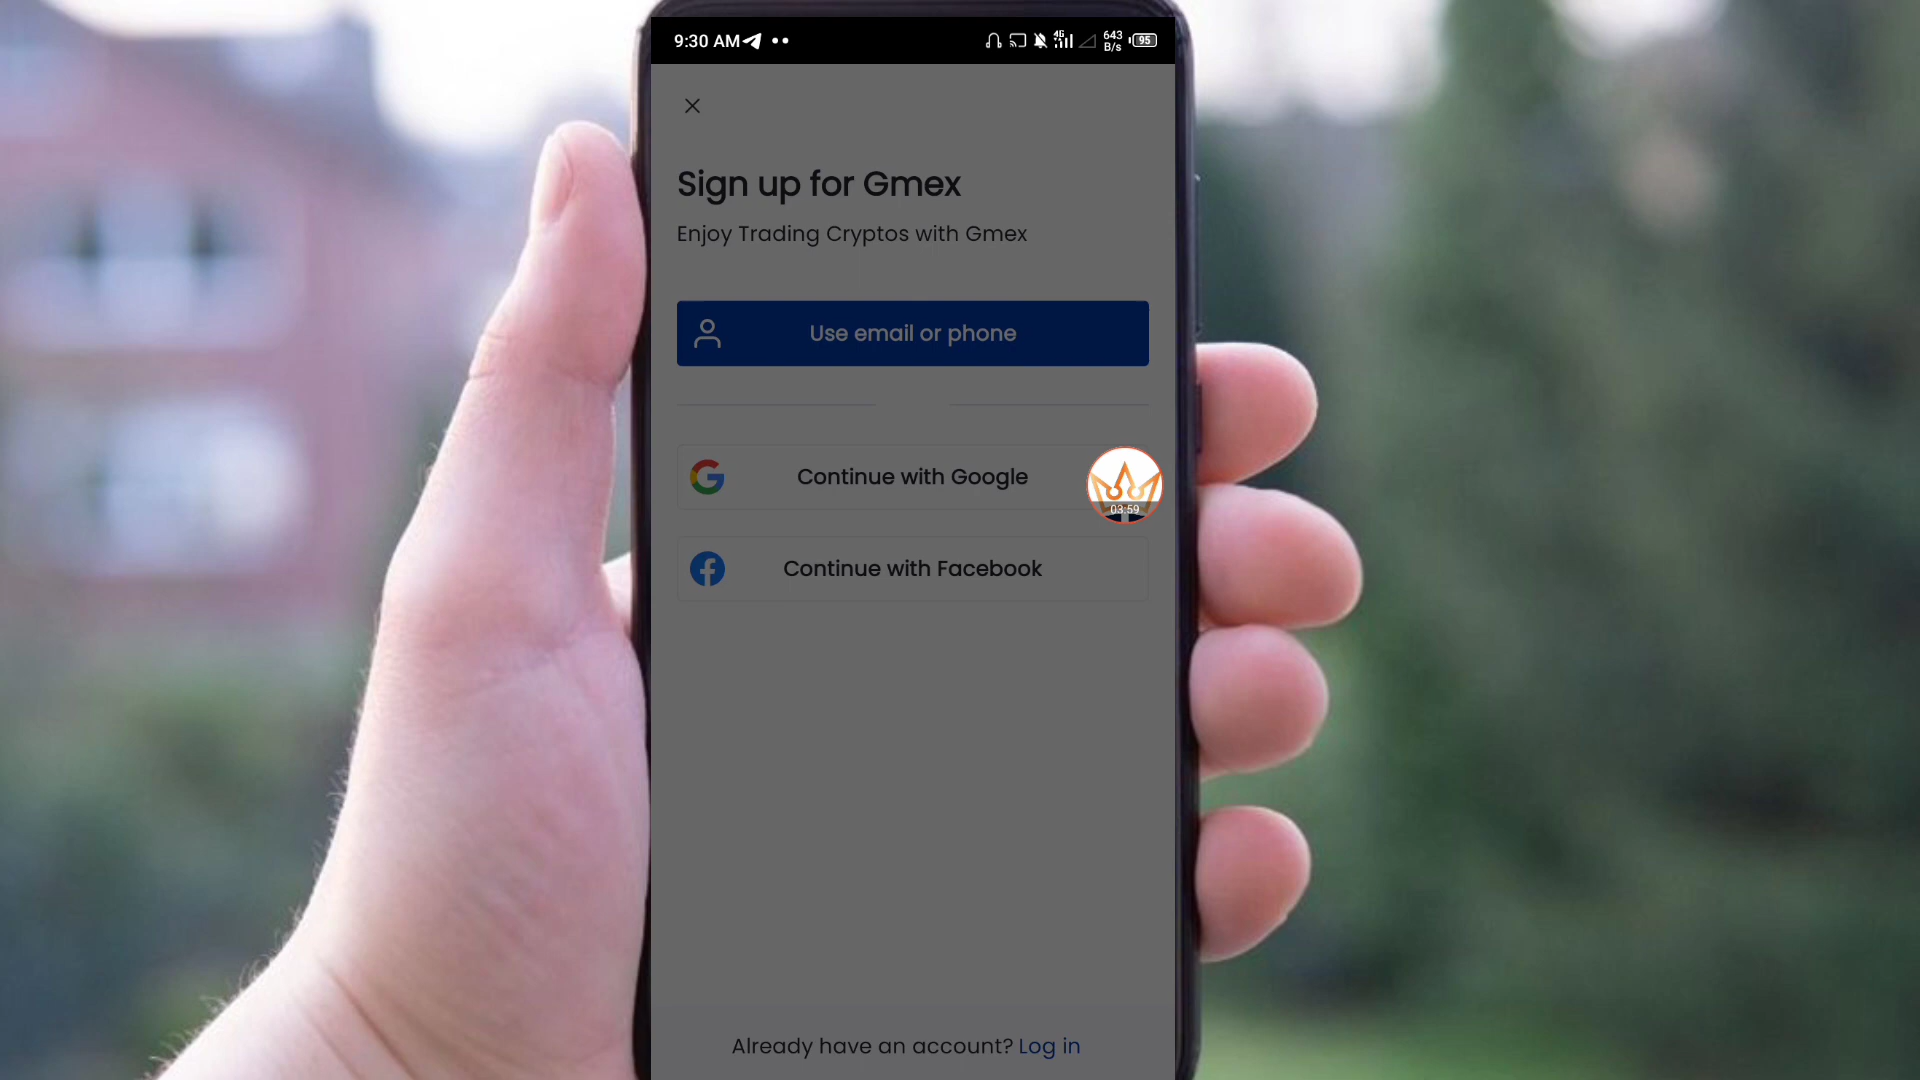 9:30 AM
4G
643
B/s
95
Sign up for Gmex
Enjoy Trading Cryptos with Gmex
Use email or phone
Continue with Google
03:59
Continue with Facebook
Already have an account? Log in